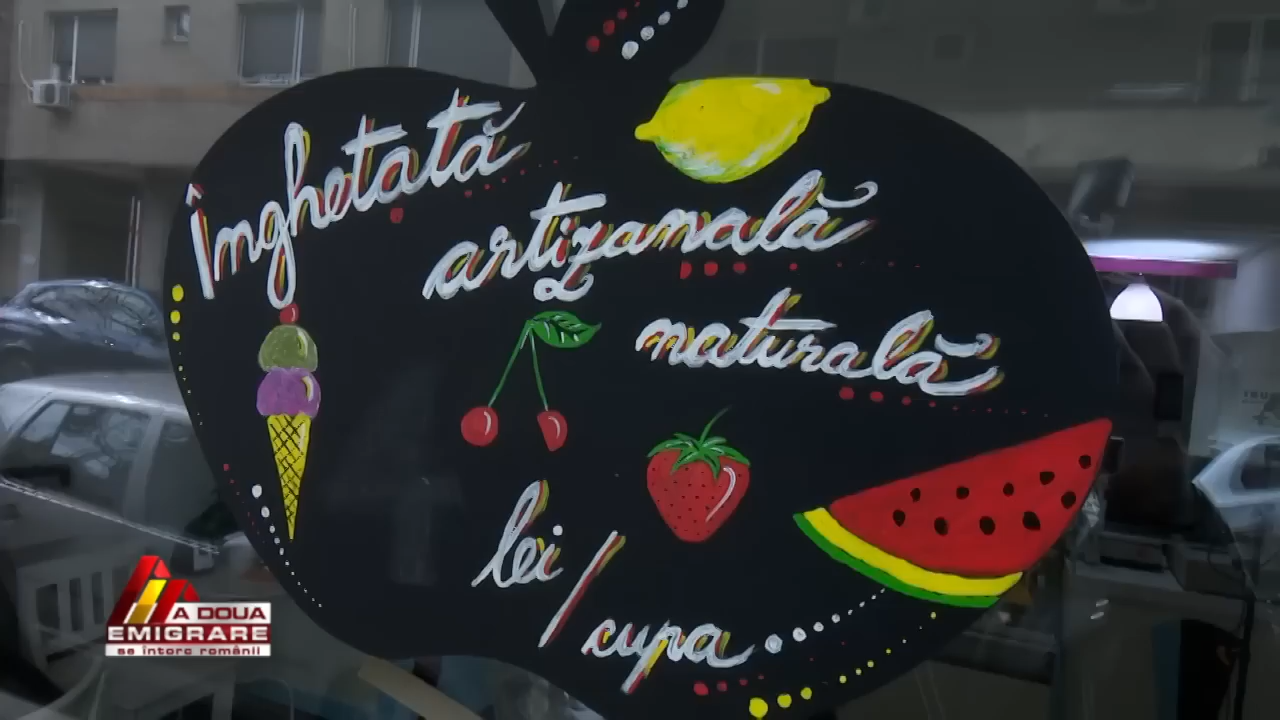 Înghetată
artizanală
naturală
lei/
cupa
A DOUA
EMIGRARE
se întorc românii